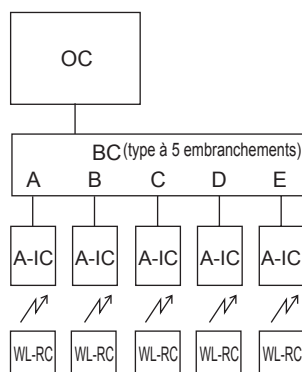 OC
BC (type à 5 embranchements)
A B C D E
A-IC A-IC A-IC A-IC A-IC
WL-RC WL-RC WL-RC WL-RC WL-RC